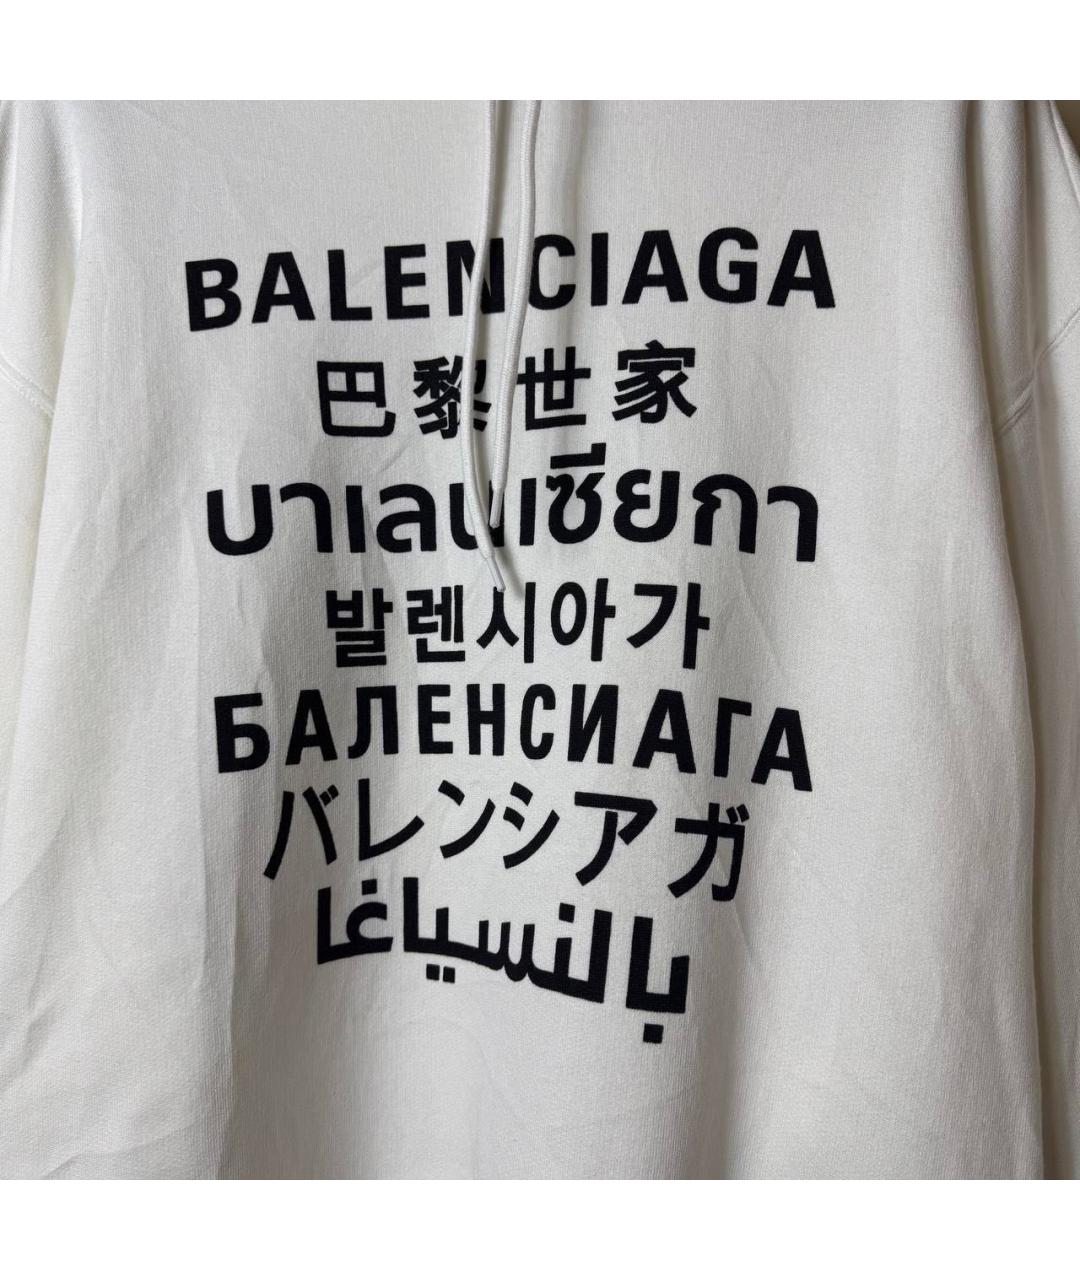 BALENCIAGA
巴黎世家
บาเลนเซียกา
발렌시아가
БАЛЕНСИАГА
バレンシアガ
بالنسياغا